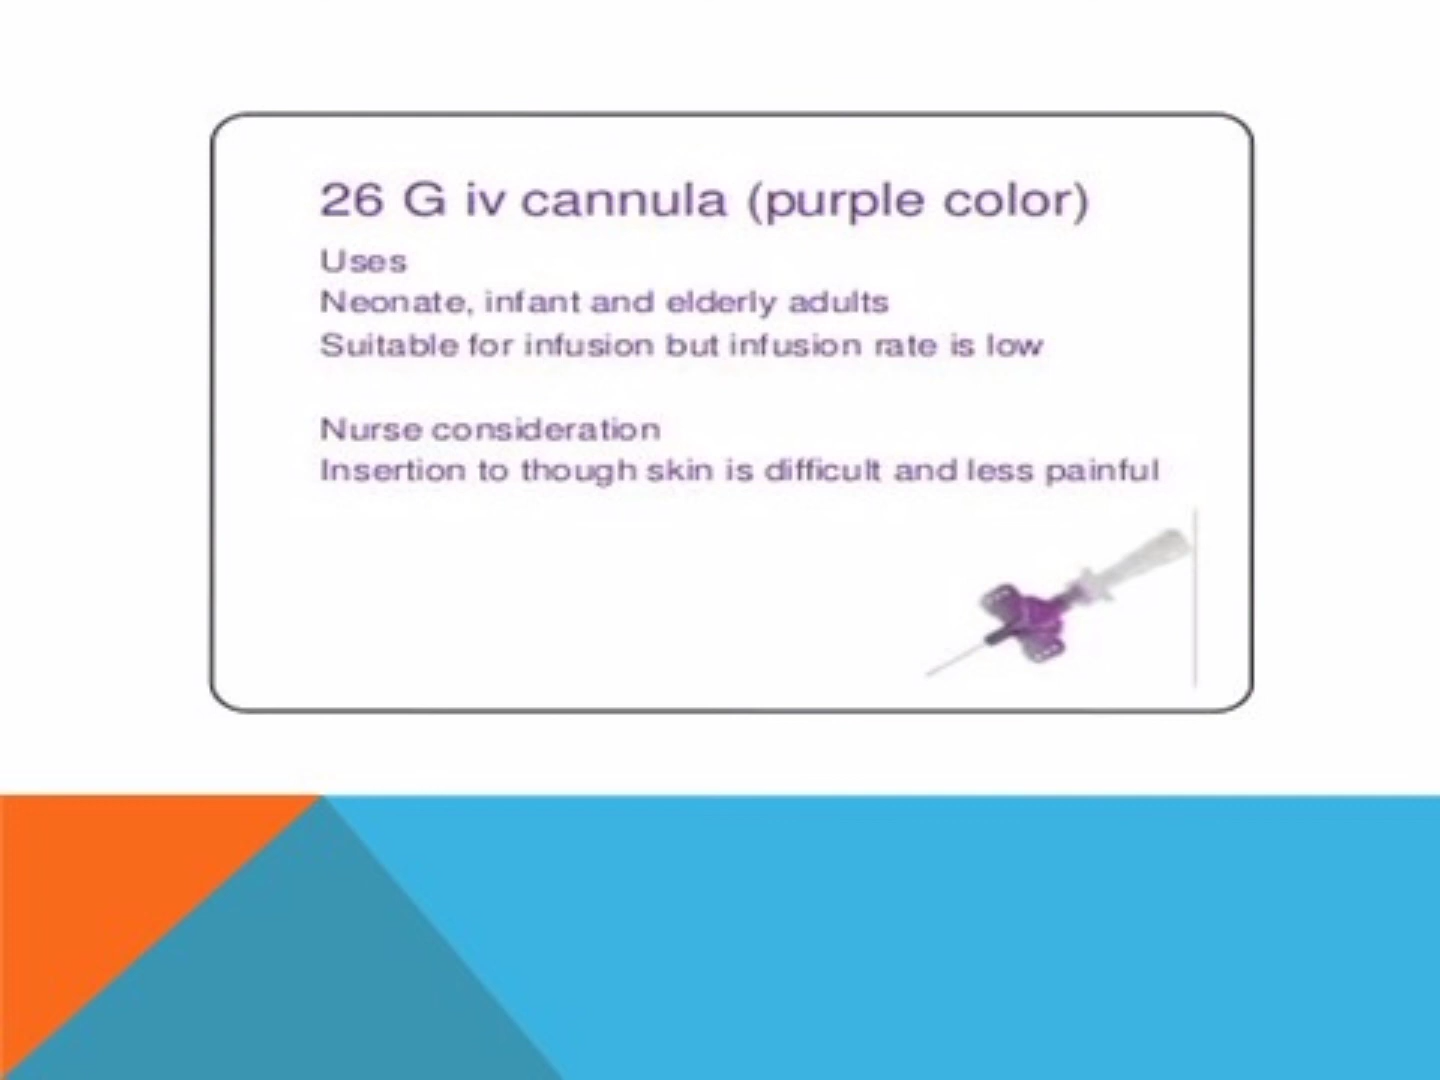 26 G iv cannula (purple color)
Uses
Neonate, infant and elderly adults
Suitable for infusion but infusion rate is low
Nurse consideration
Insertion to though skin is difficult and less painful